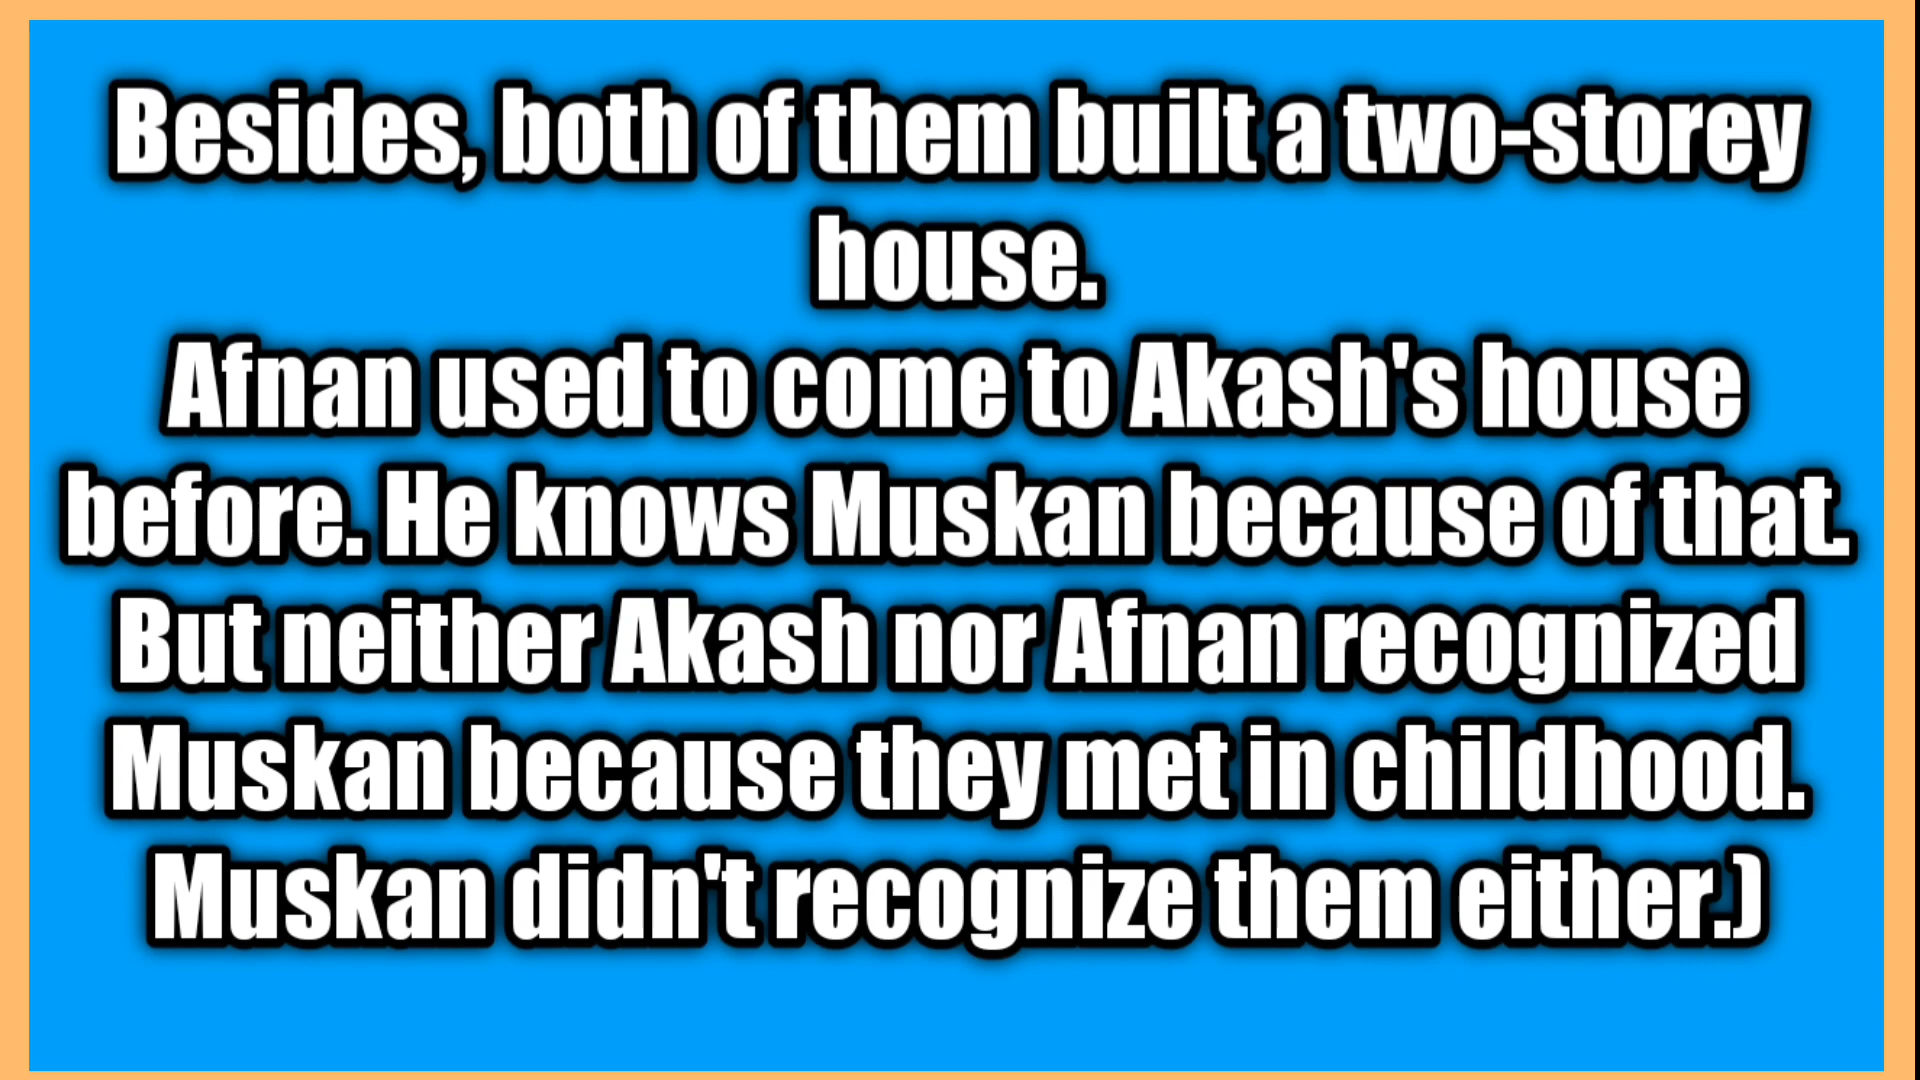 Besides, both of them built a two-storey
house.
Afnan used to come to Akash's house
before. He knows Muskan because of that.
But neither Akash nor Afnan recognized
Muskan because they met in childhood.
Muskan didn't recognize them either.)